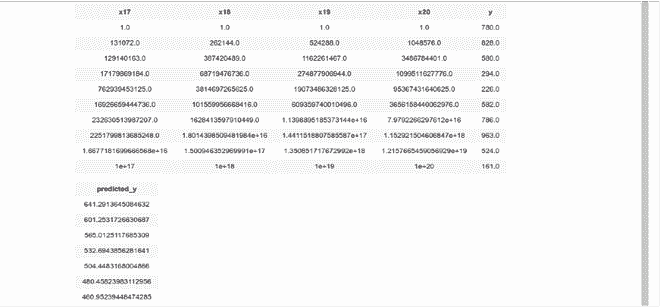 x17 x18 x19 x20 y
1.0 1.0 1.0 1.0 780.0
131072.0 262144.0 524288.0 1048576.0 828.0
129140163.0 387420489.0 1162261467.0 3486784401.0 580.0
17179869184.0 68719476736.0 274877906944.0 1099511627776.0 294.0
762939453125.0 3814697265625.0 19073486328125.0 95367431640625.0 226.0
16926659444736.0 101559956668416.0 609359740010496.0 3656158440062976.0 582.0
232630513987207.0 1628413597910449.0 1.1398895185373144e+16 7.9792266297612e+16 786.0
2251799813685248.0 1.8014398509481984e+16 1.4411518807585587e+17 1.152921504606847e+18 963.0
1.6677181699666568e+16 1.5009463529699914e+17 1.350851717672992e+18 1.2157665459056929e+19 524.0
1e+17 1e+18 1e+19 1e+20 161.0
predicted_y
641.2913645084632
601.2531726630687
565.0125117685309
532.6943856281641
504.4483168004866
480.45823983112956
460.95239448474285